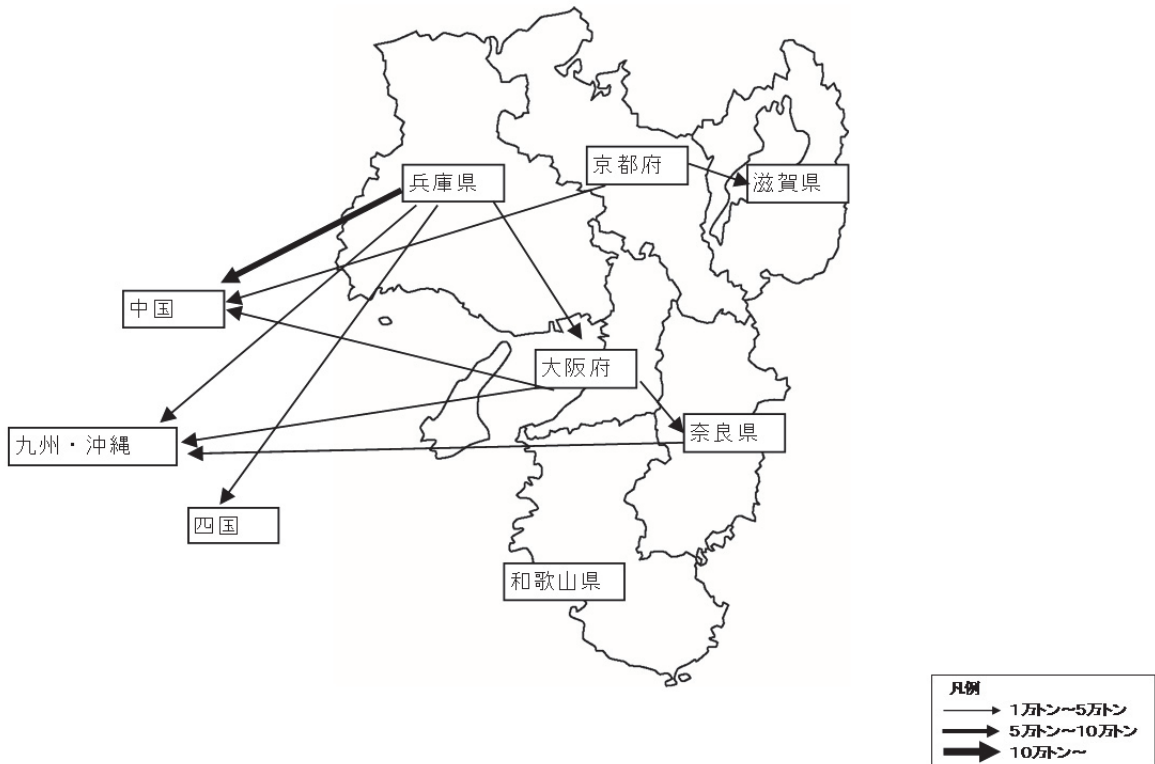 京都府
兵庫県
滋賀県
中国
大阪府
九州・沖縄
奈良県
四国
和歌山県
凡例
1万トン～5万トン
5万トン～10万トン
10万トン～